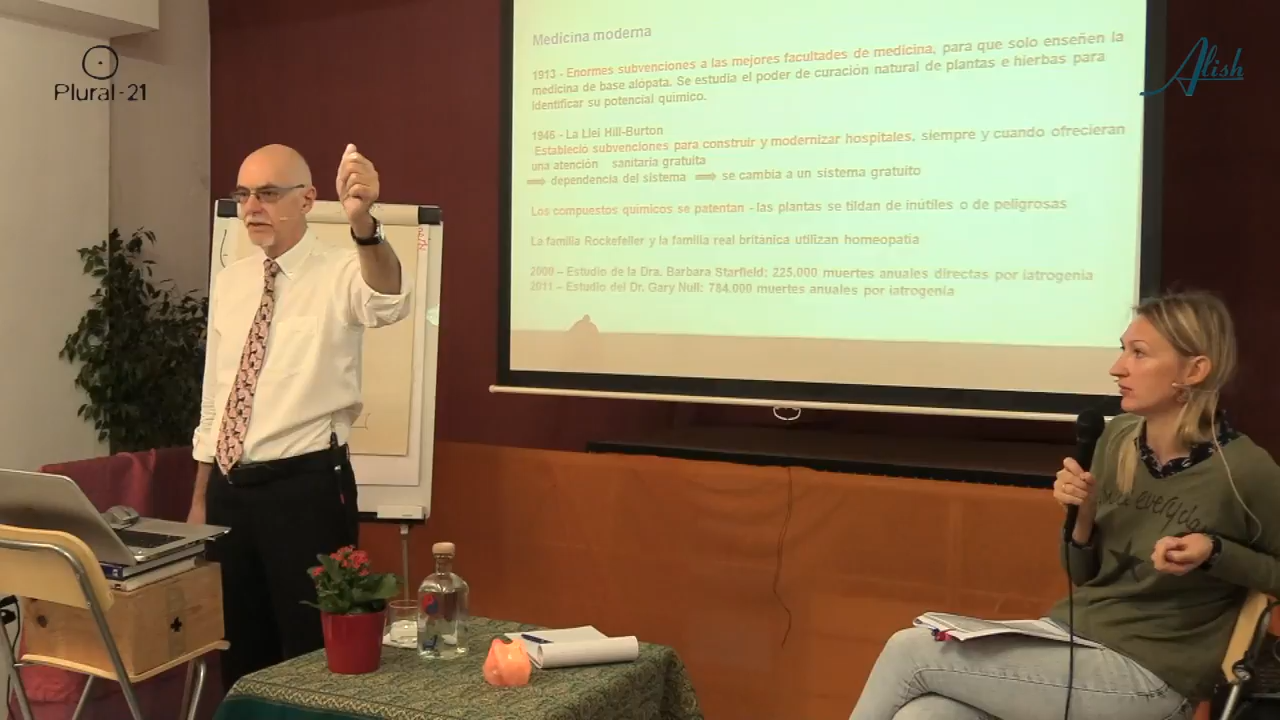 Plural-21
Alish
Medicina moderna
1913 - Enormes subvenciones a las mejores facultades de medicina, para que solo enseñen la
medicina de base alópata. Se estudia el poder de curación natural de plantas e hierbas para
identificar su potencial químico.
1946 - La Llei Hill-Burton
Estableció subvenciones para construir y modernizar hospitales, siempre y cuando ofrecieran
una atención sanitaria gratuita
⟹ dependencia del sistema ⟹ se cambia a un sistema gratuito
Los compuestos químicos se patentan - las plantas se tildan de inútiles o de peligrosas
La familia Rockefeller y la familia real británica utilizan homeopatía
2000 – Estudio de la Dra. Barbara Starfield: 225.000 muertes anuales directas por iatrogenia
2011 – Estudio del Dr. Gary Null: 784.000 muertes anuales por iatrogenia
everyday